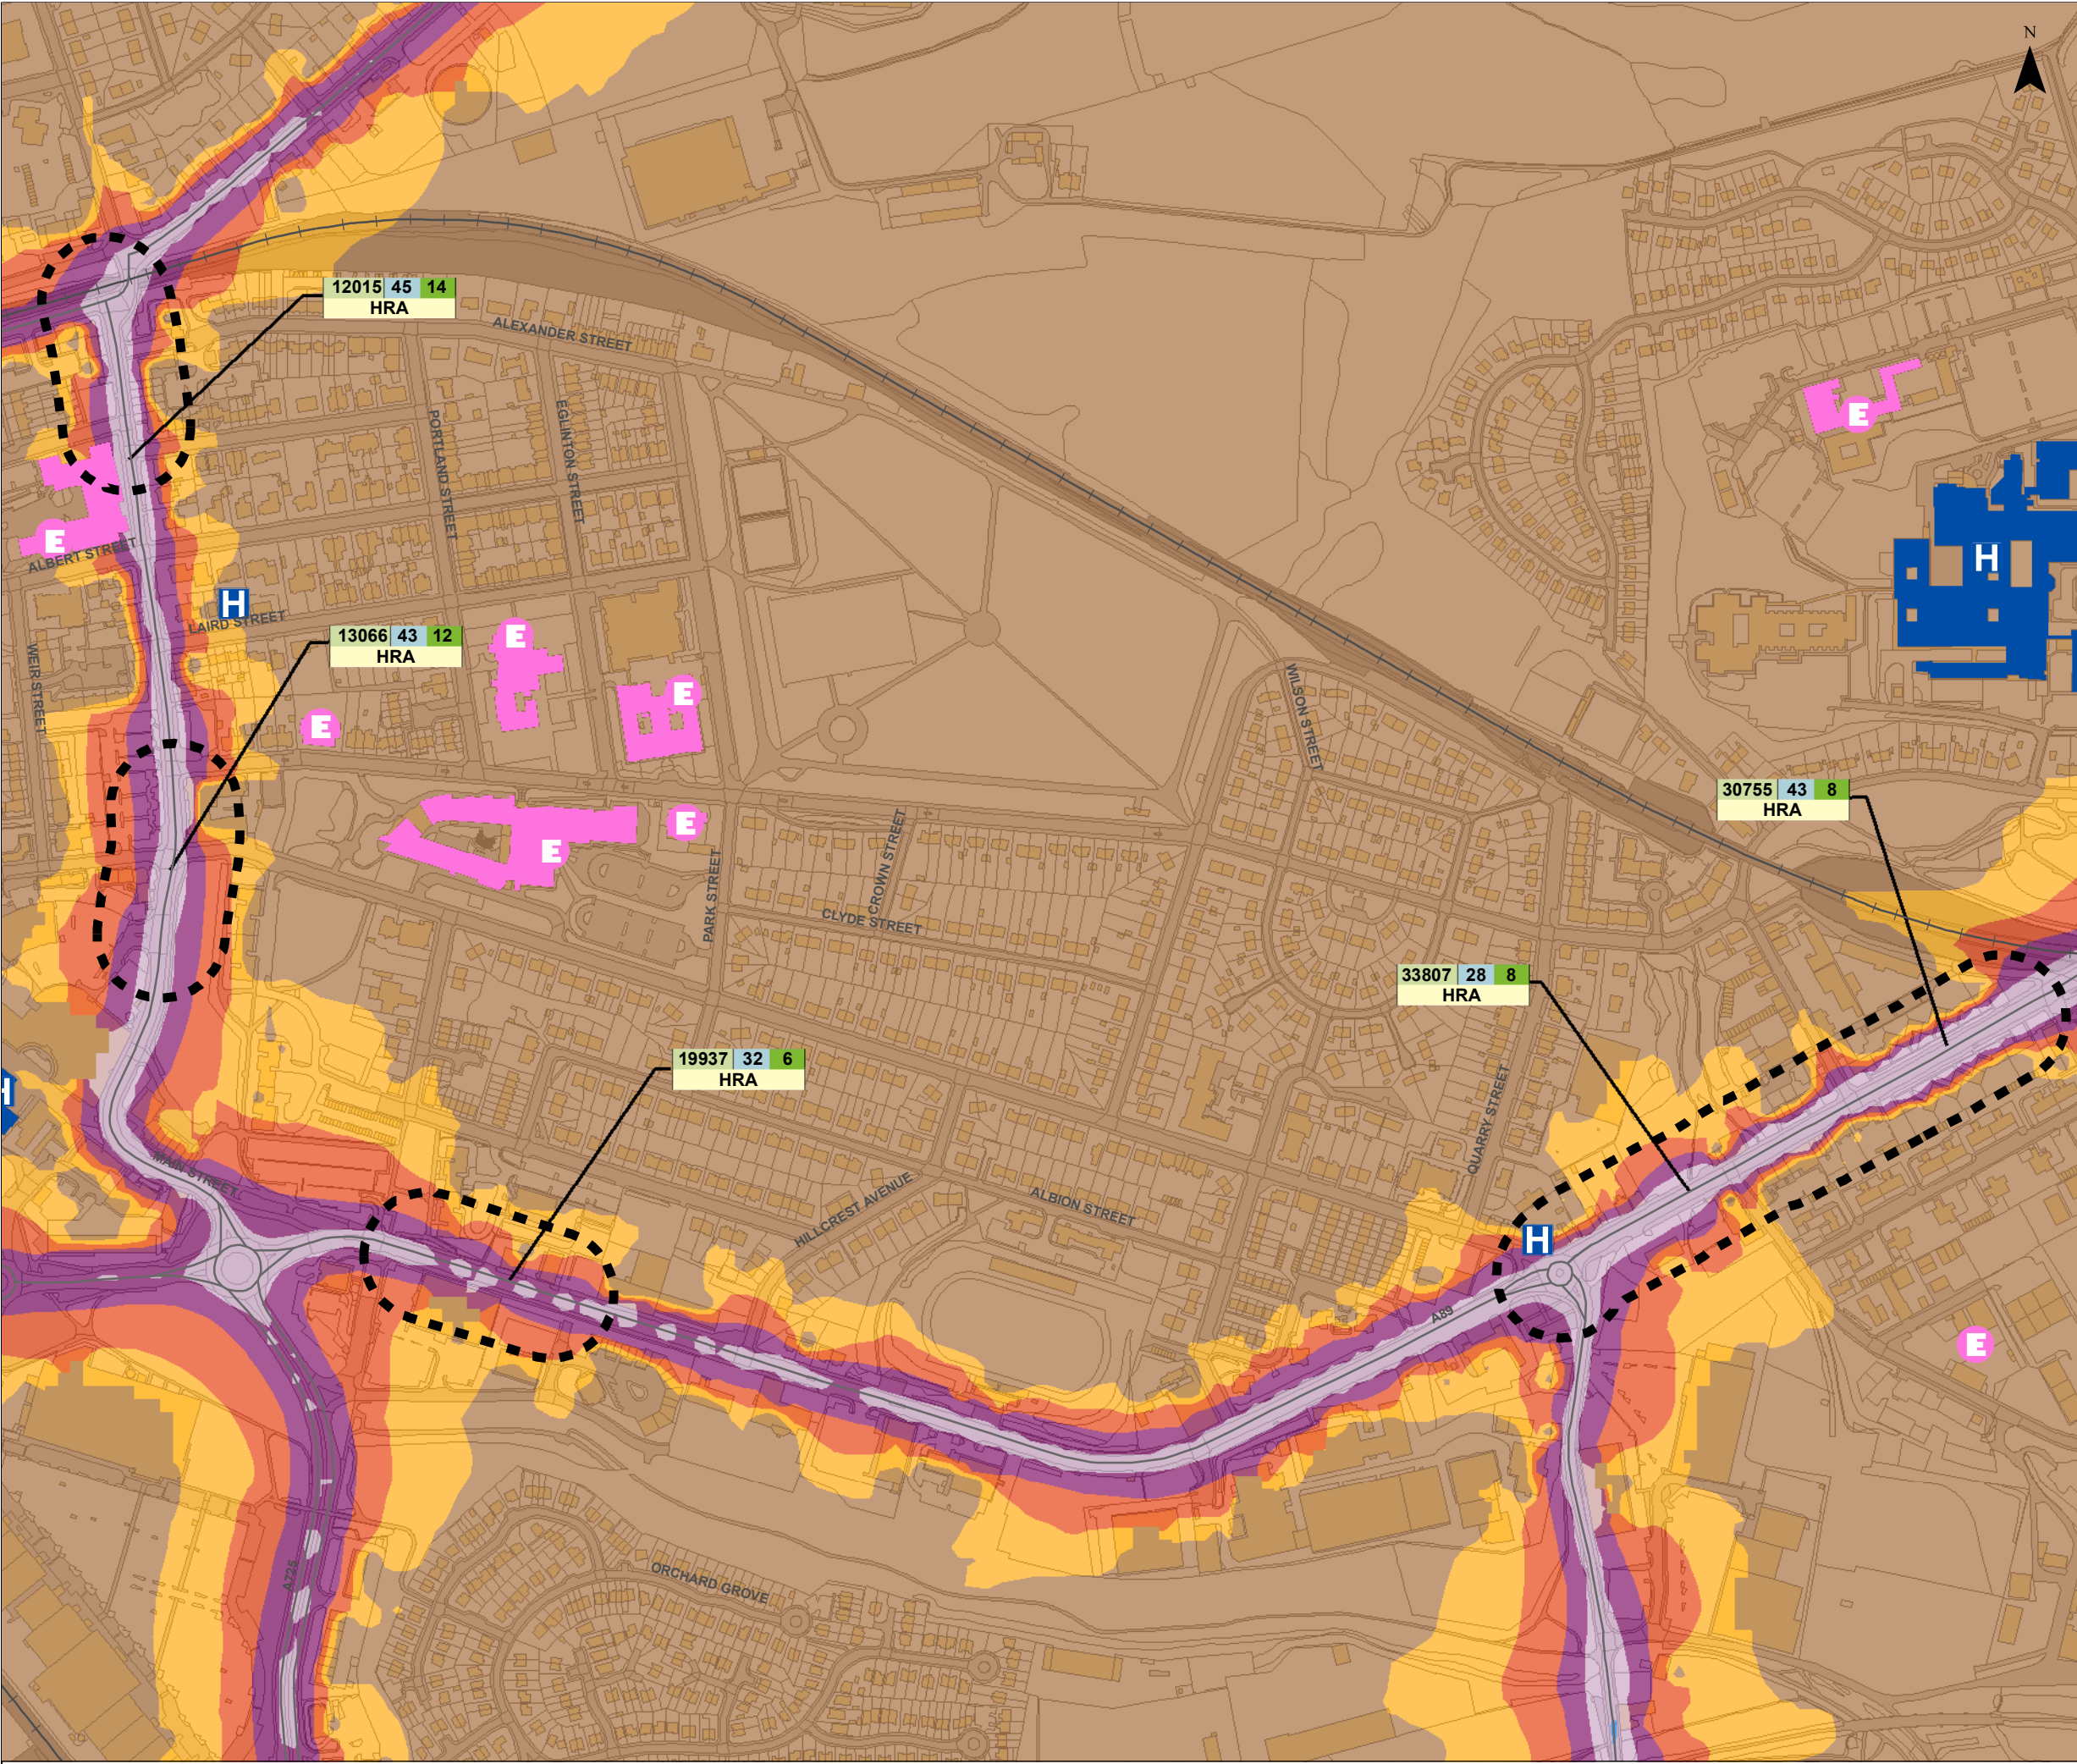 N
12015 45 14
HRA
ALEXANDER STREET
PORTLAND STREET
EGLINTON STREET
E
E
ALBERT STREET
H
H
LAIRD STREET
13066 43 12
HRA
E
E
E
WEIR STREET
WILSON STREET
30755 43 8
HRA
E
E
CROWN STREET
PARK STREET
CLYDE STREET
33807 28 8
HRA
19937 32 6
HRA
H
QUARRY STREET
MAIN STREET
HILLCREST AVENUE
ALBION STREET
H
A89
E
A725
ORCHARD GROVE